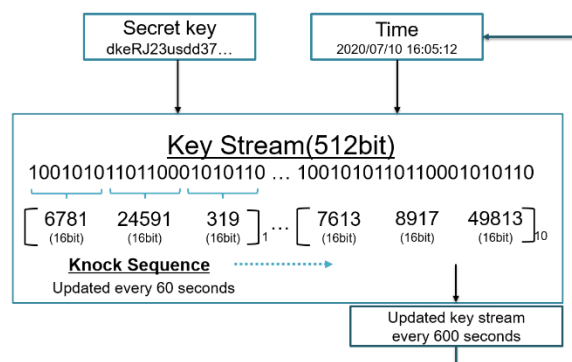 Secret key
dkeRJ23usdd37…
Time
2020/07/10 16:05:12
Key Stream(512bit)
1001010110110001010110 … 1001010110110001010110
[ 6781 24591 319 ]1 … [ 7613 8917 49813 ]10
(16bit) (16bit) (16bit) (16bit) (16bit) (16bit)
Knock Sequence
Updated every 60 seconds
Updated key stream
every 600 seconds